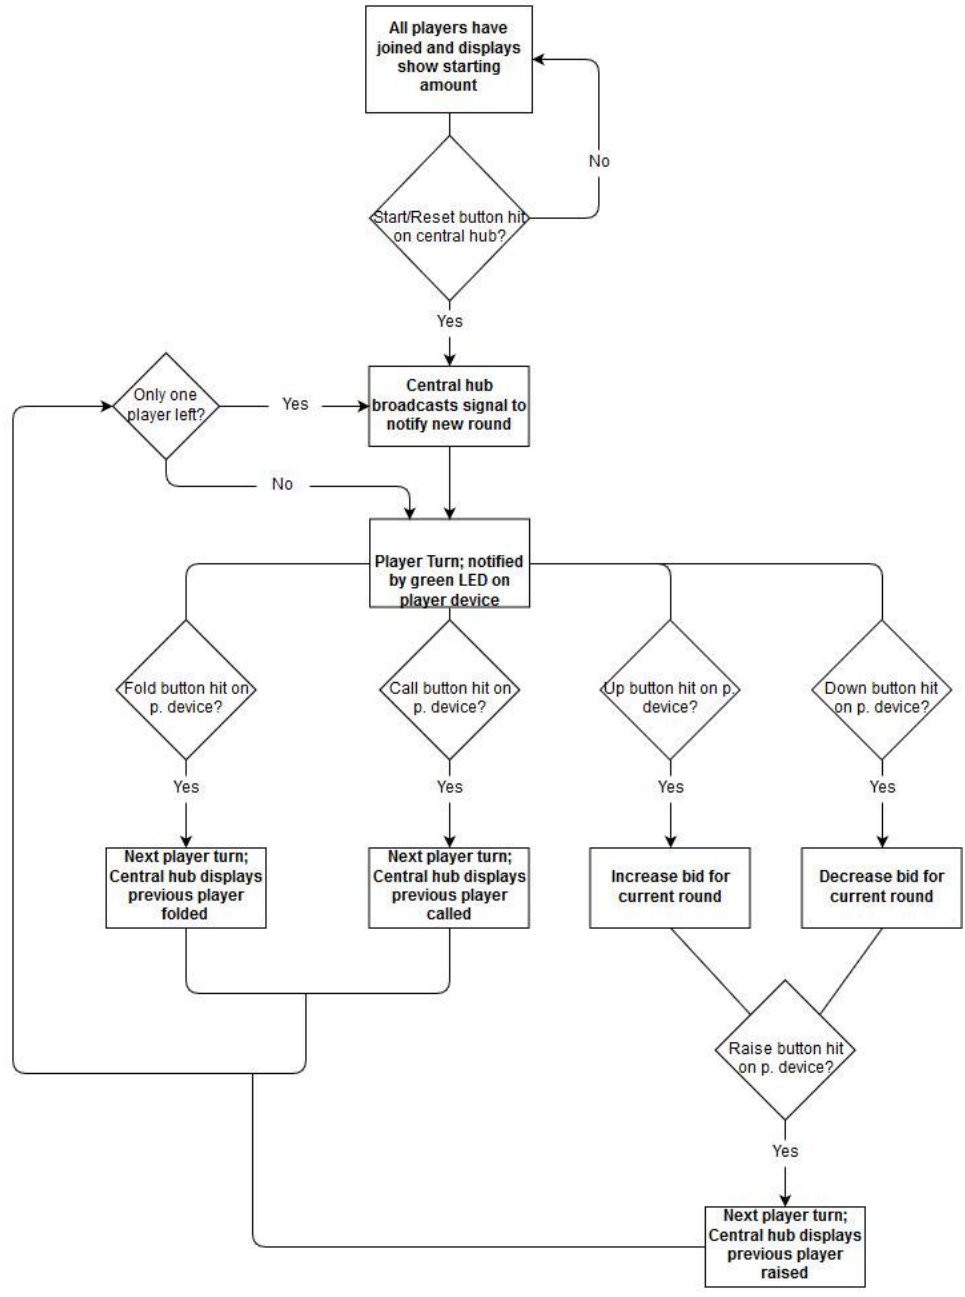 All players have
joined and displays
show starting
amount
No
Start/Reset button hit
on central hub?
Yes
Only one
player left?
Yes
Central hub
broadcasts signal to
notify new round
No
Player Turn; notified
by green LED on
player device
Fold button hit on
p. device?
Call button hit on
p. device?
Up button hit on p.
device?
Down button hit
on p. device?
Yes
Yes
Yes
Yes
Next player turn;
Central hub displays
previous player
folded
Next player turn;
Central hub displays
previous player
called
Increase bid for
current round
Decrease bid for
current round
Raise button hit
on p. device?
Yes
Next player turn;
Central hub displays
previous player
raised